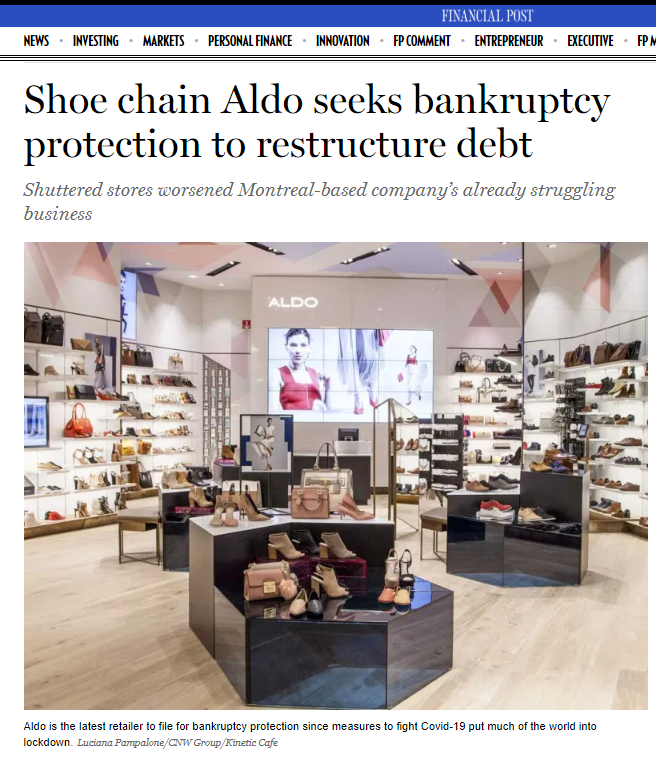 FINANCIAL POST
NEWS • INVESTING • MARKETS • PERSONAL FINANCE • INNOVATION • FP COMMENT • ENTREPRENEUR • EXECUTIVE • FP M
Shoe chain Aldo seeks bankruptcy
protection to restructure debt
Shuttered stores worsened Montreal-based company's already struggling
business
ALDO
Aldo is the latest retailer to file for bankruptcy protection since measures to fight Covid-19 put much of the world into
lockdown. Luciana Pampalone/CNW Group/Kinetic Cafe